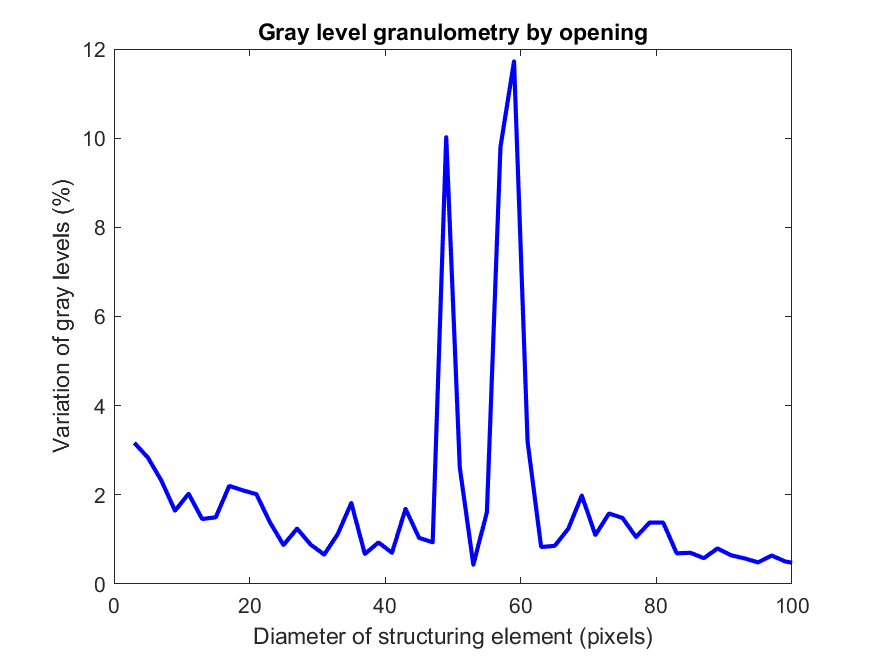 Gray level granulometry by opening
12
10
8
6
4
2
0
Variation of gray levels (%)
0 20 40 60 80 100
Diameter of structuring element (pixels)